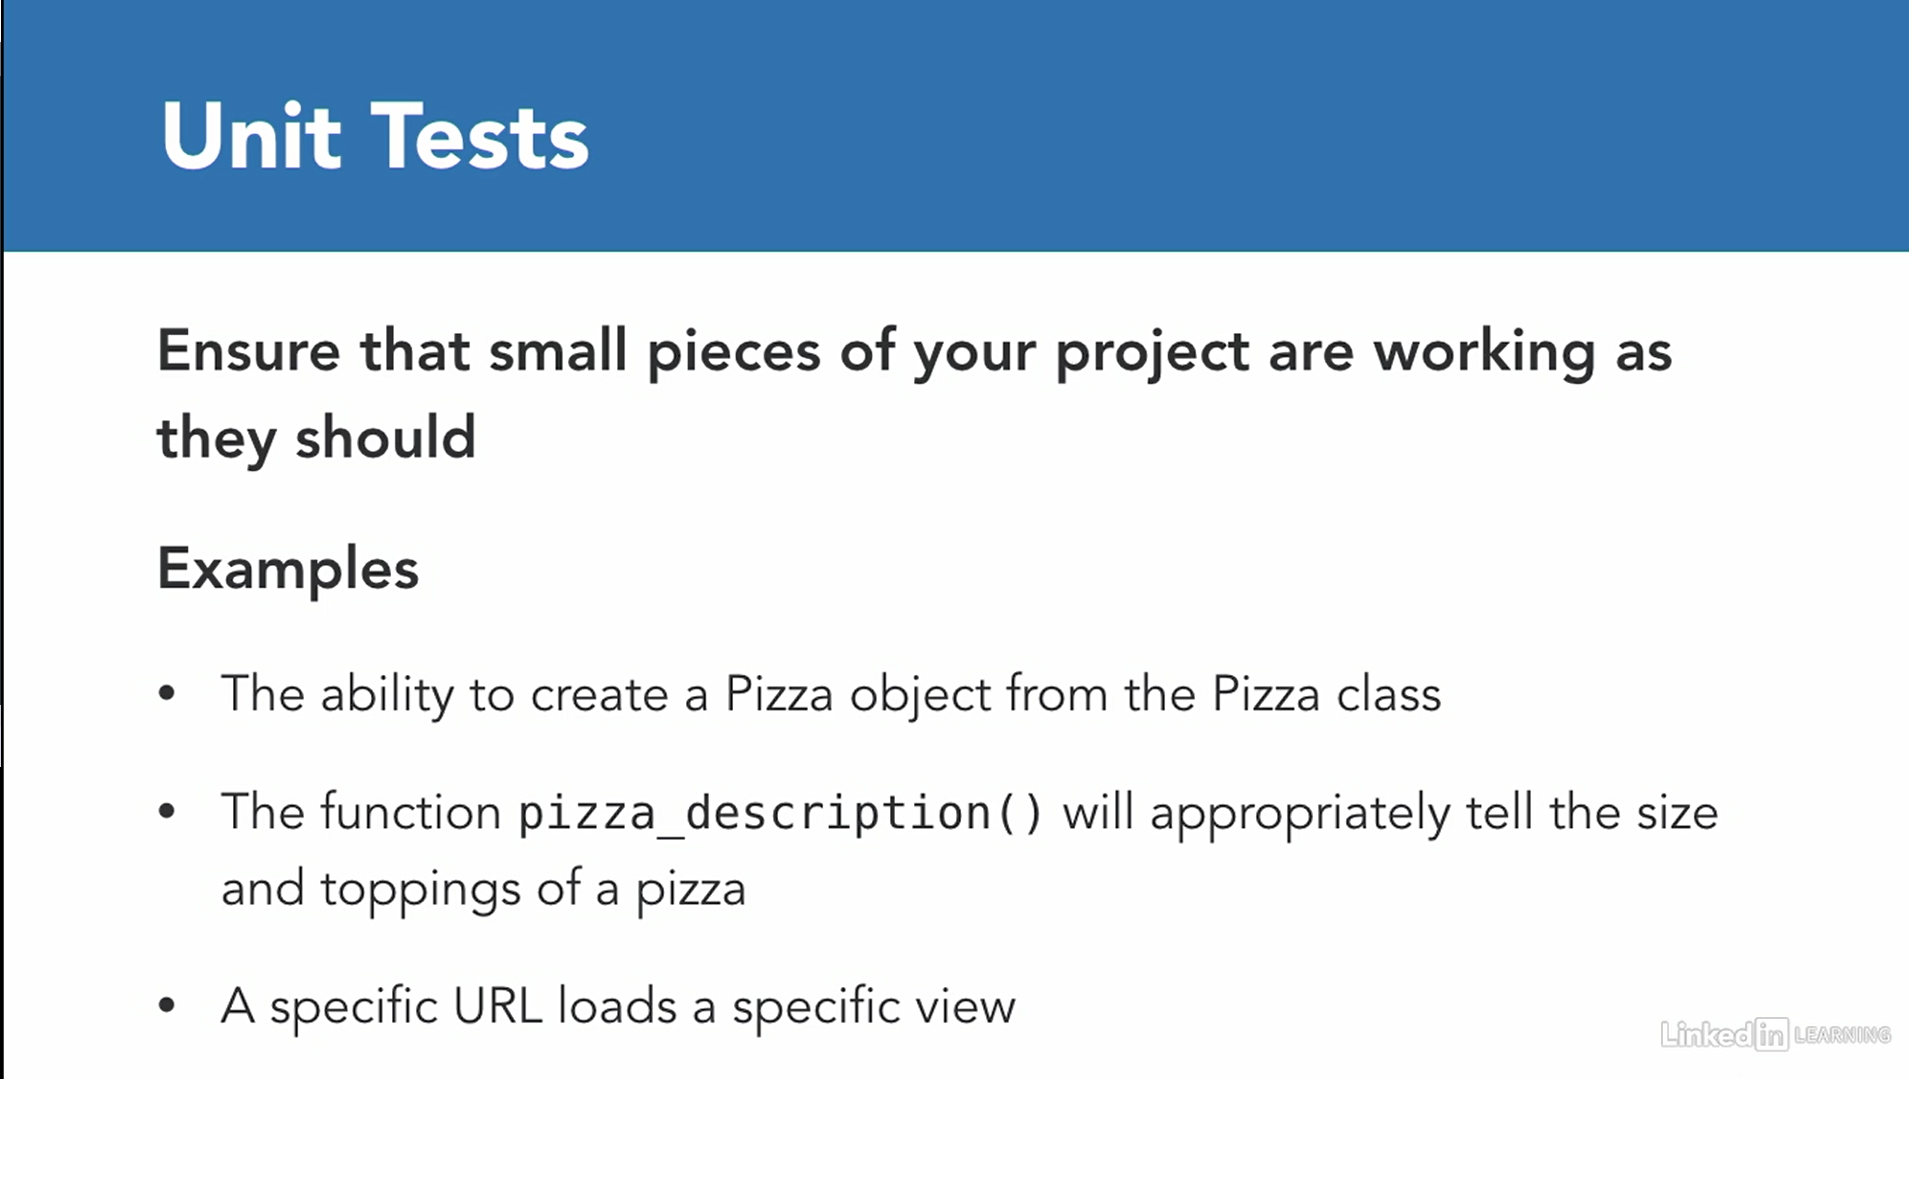 Unit Tests
Ensure that small pieces of your project are working as
they should
Examples
• The ability to create a Pizza object from the Pizza class
• The function pizza_description() will appropriately tell the size
and toppings of a pizza
• A specific URL loads a specific view
Linked in LEARNING